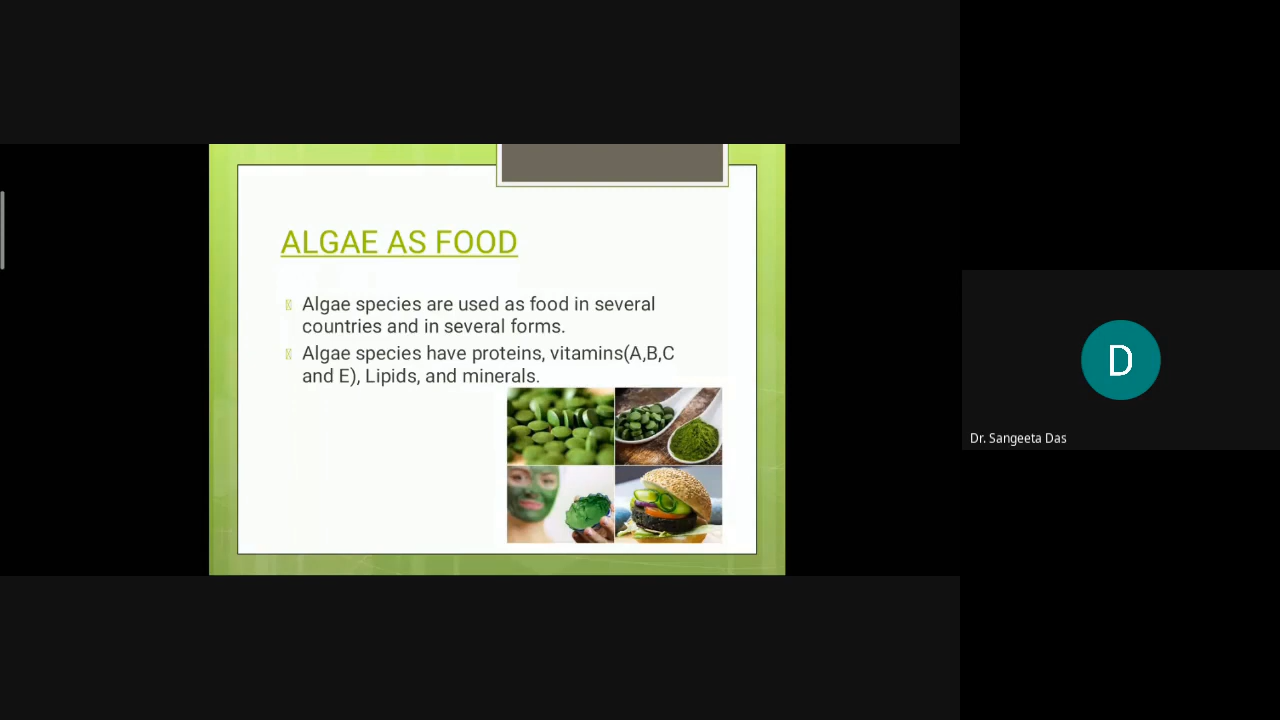 ALGAE AS FOOD
Algae species are used as food in several
countries and in several forms.
Algae species have proteins, vitamins(A,B,C
and E), Lipids, and minerals.
D
Dr. Sangeeta Das